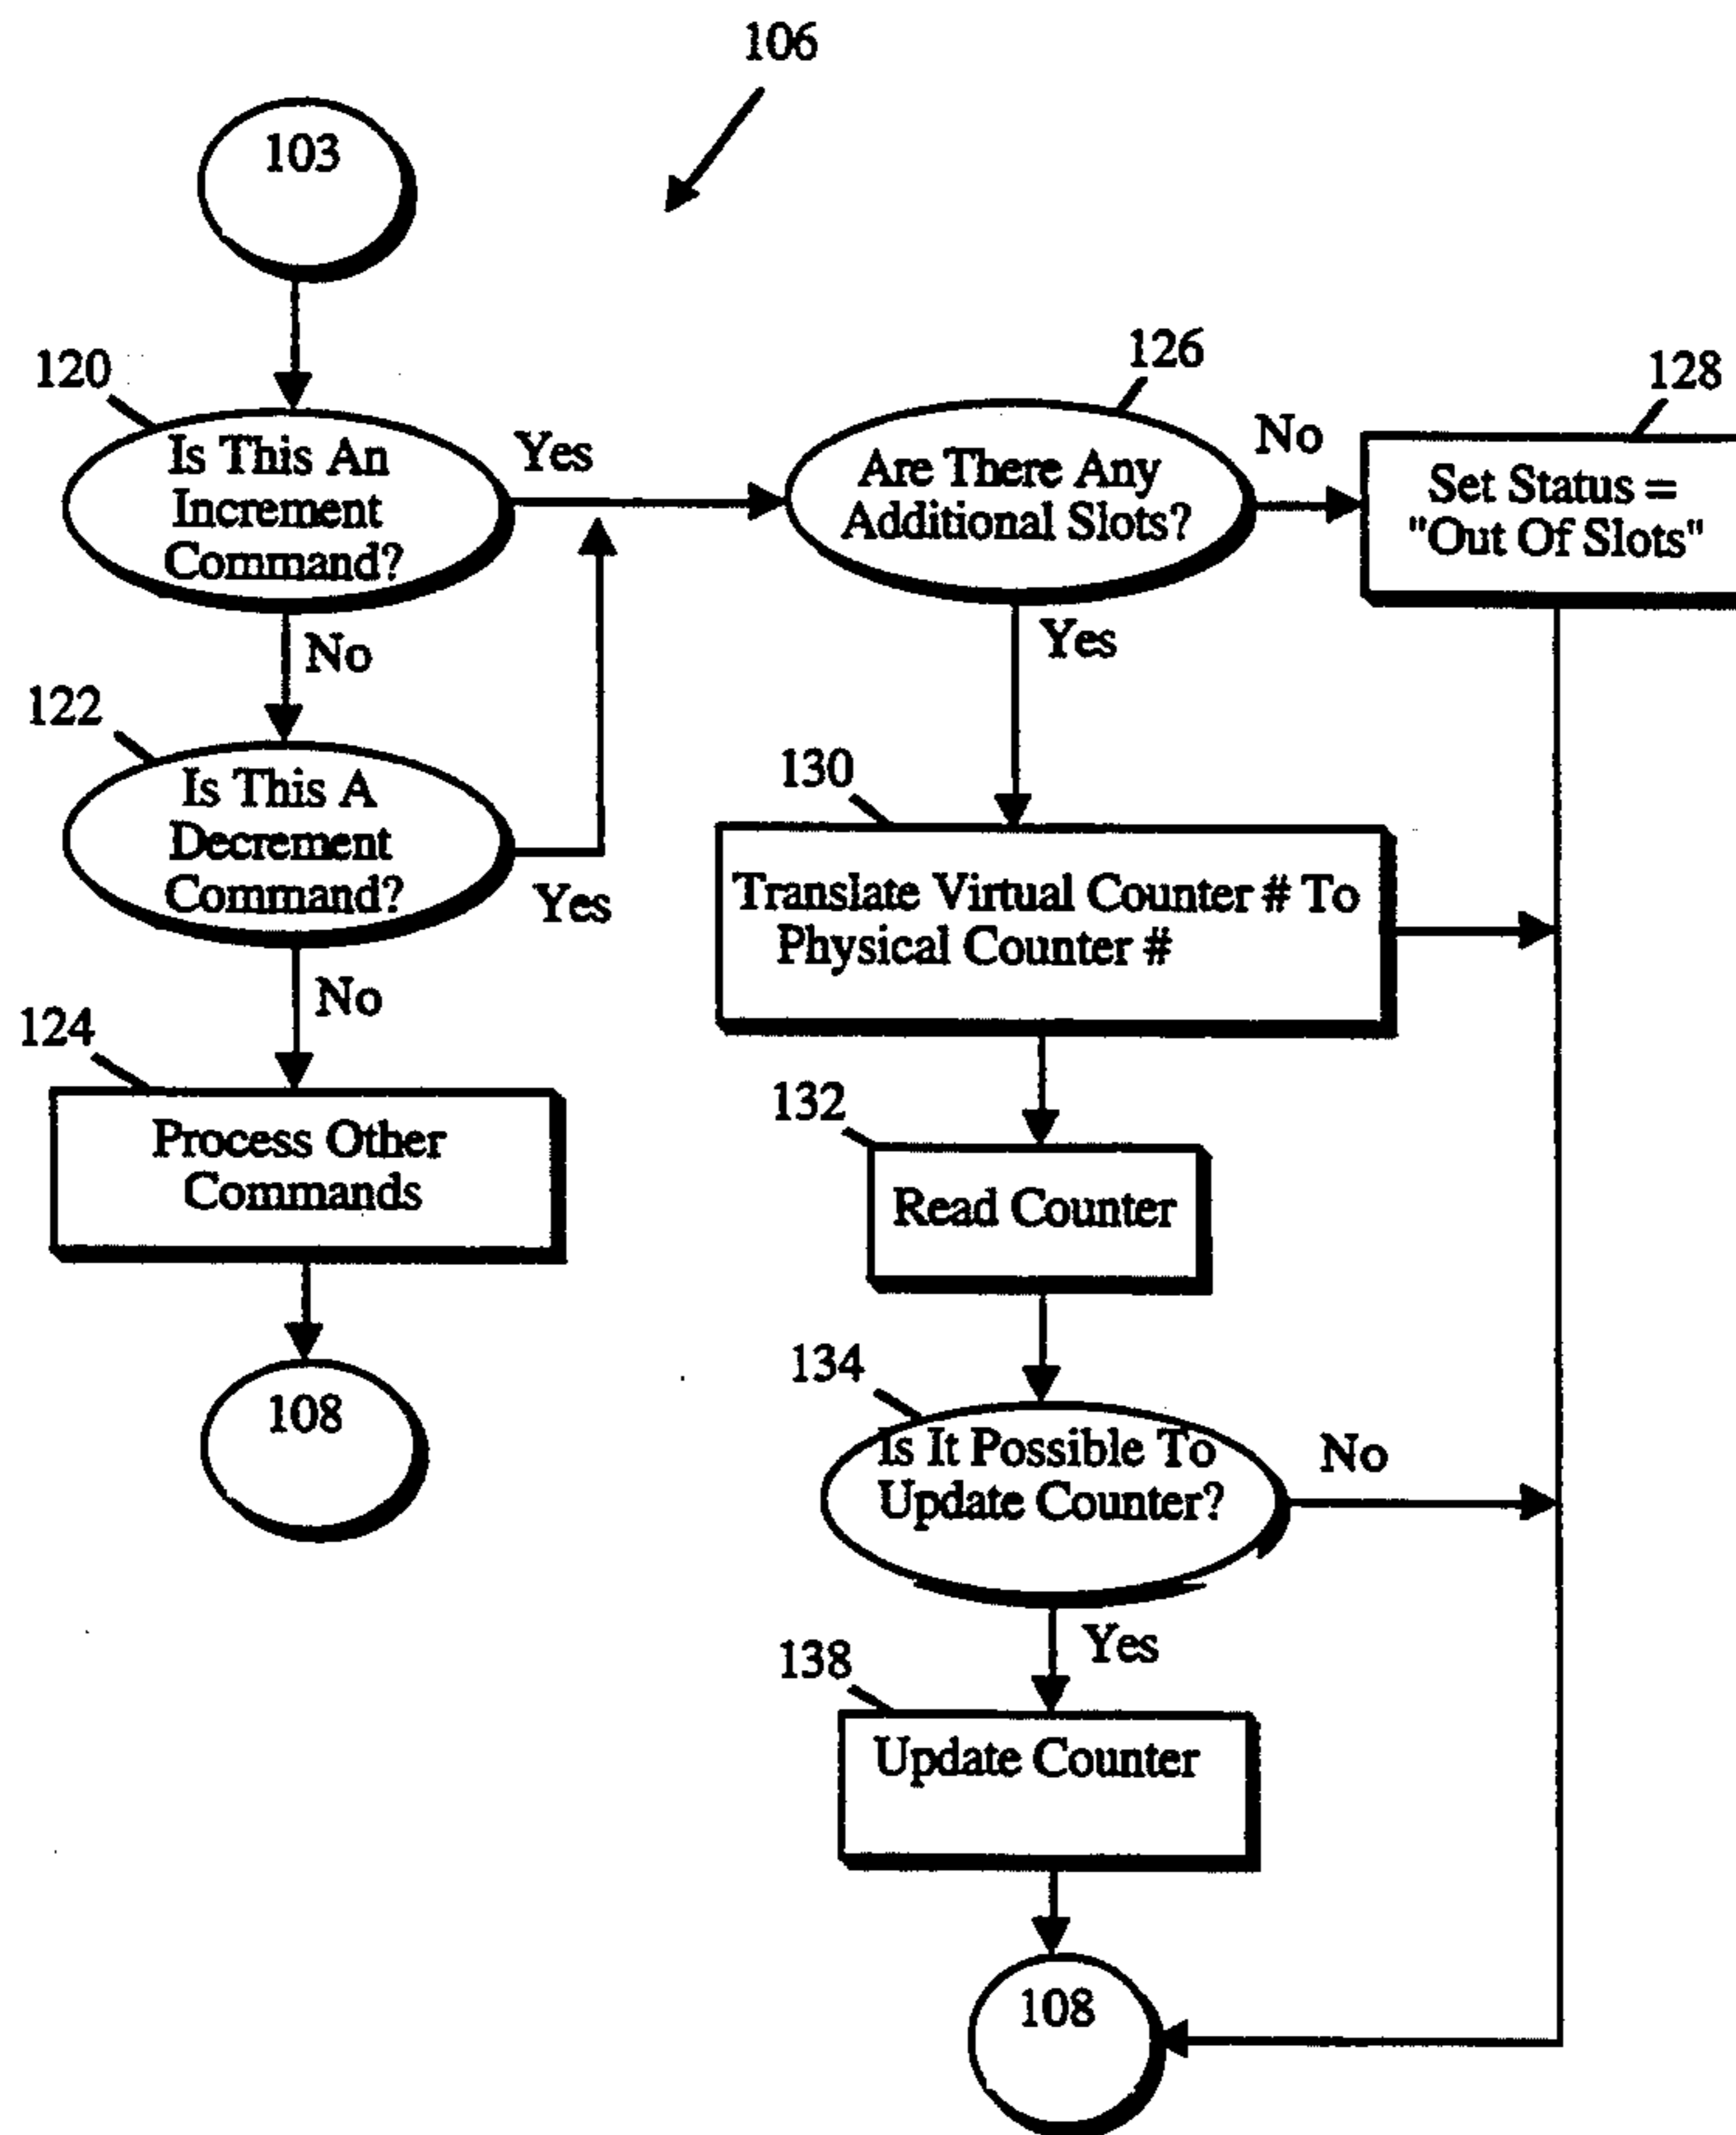 106
103
120
Is This An
Increment
Command?
Yes
No
126
Are There Any
Additional Slots?
No
Yes
128
Set Status =
"Out Of Slots"
122
Is This A
Decrement
Command?
Yes
No
130
Translate Virtual Counter # To
Physical Counter #
124
Process Other
Commands
132
Read Counter
108
134
Is It Possible To
Update Counter?
No
Yes
138
Update Counter
108